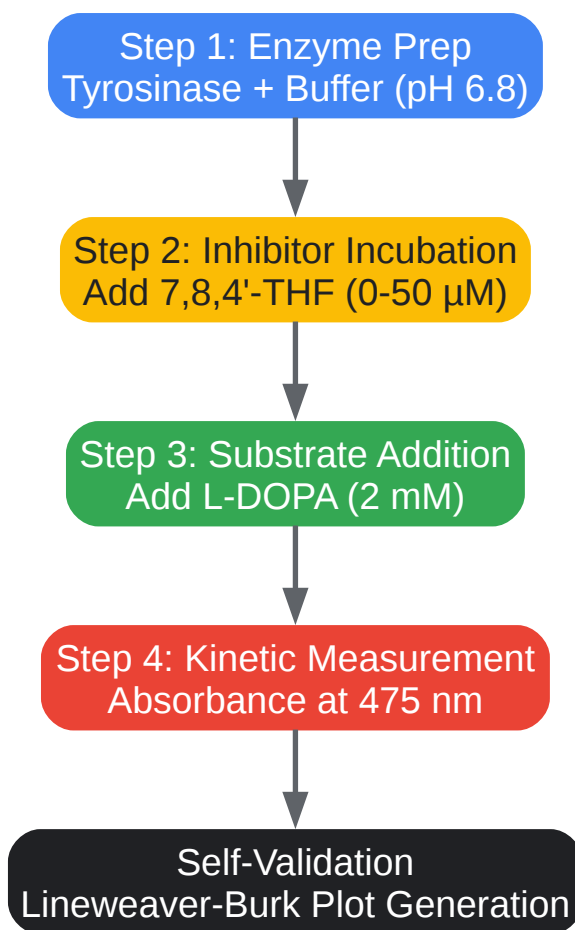 Step 1: Enzyme Prep
Tyrosinase + Buffer (pH 6.8)
Step 2: Inhibitor Incubation
Add 7,8,4'-THF (0-50 µM)
Step 3: Substrate Addition
Add L-DOPA (2 mM)
Step 4: Kinetic Measurement
Absorbance at 475 nm
Self-Validation
Lineweaver-Burk Plot Generation